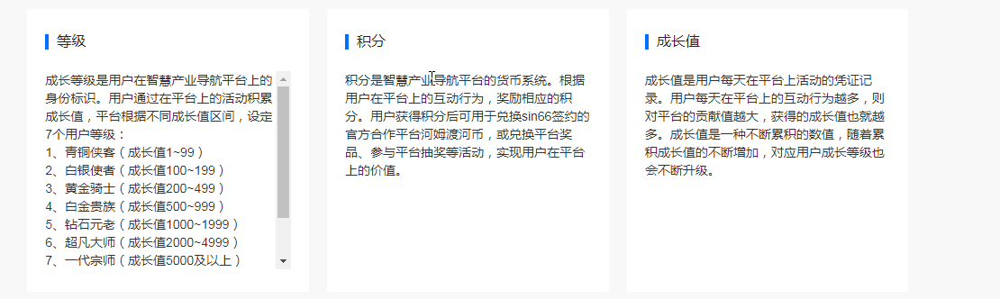 等级
成长等级是用户在智慧产业导航平台上的
身份标识。用户通过在平台上的活动积累
成长值，平台根据不同成长值区间，设定
7个用户等级：
1、青铜侠客（成长值1~99）
2、白银使者（成长值100~199）
3、黄金骑士（成长值200~499）
4、白金贵族（成长值500~999）
5、钻石元老（成长值1000~1999）
6、超凡大师（成长值2000~4999）
7、一代宗师（成长值5000及以上）
积分
积分是智慧产业导航平台的货币系统。根据
用户在平台上的互动行为，奖励相应的积
分。用户获得积分后可用于兑换sin66签约的
官方合作平台河姆渡河币，或兑换平台奖
品、参与平台抽奖等活动，实现用户在平台
上的价值。
成长值
成长值是用户每天在平台上活动的凭证记
录。用户每天在平台上的互动行为越多，则
对平台的贡献值越大，获得的成长值也就越
多。成长值是一种不断累积的数值，随着累
积成长值的不断增加，对应用户成长等级也
会不断升级。